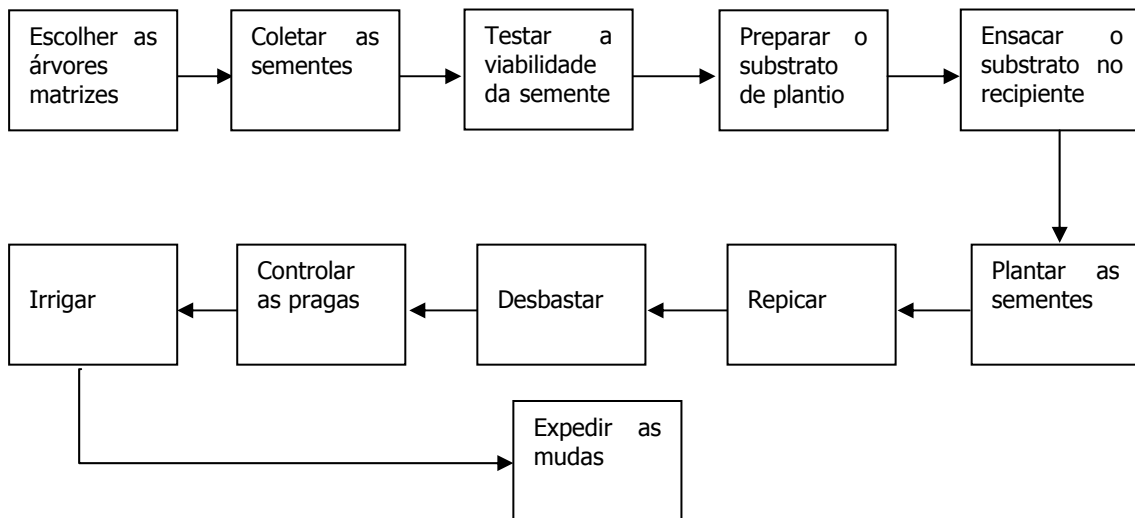 Escolher as
árvores
matrizes
Coletar as
sementes
Testar a
viabilidade
da semente
Preparar o
substrato
de plantio
Ensacar o
substrato no
recipiente
Plantar as
sementes
Repicar
Desbastar
Controlar
as pragas
Irrigar
Expedir as
mudas